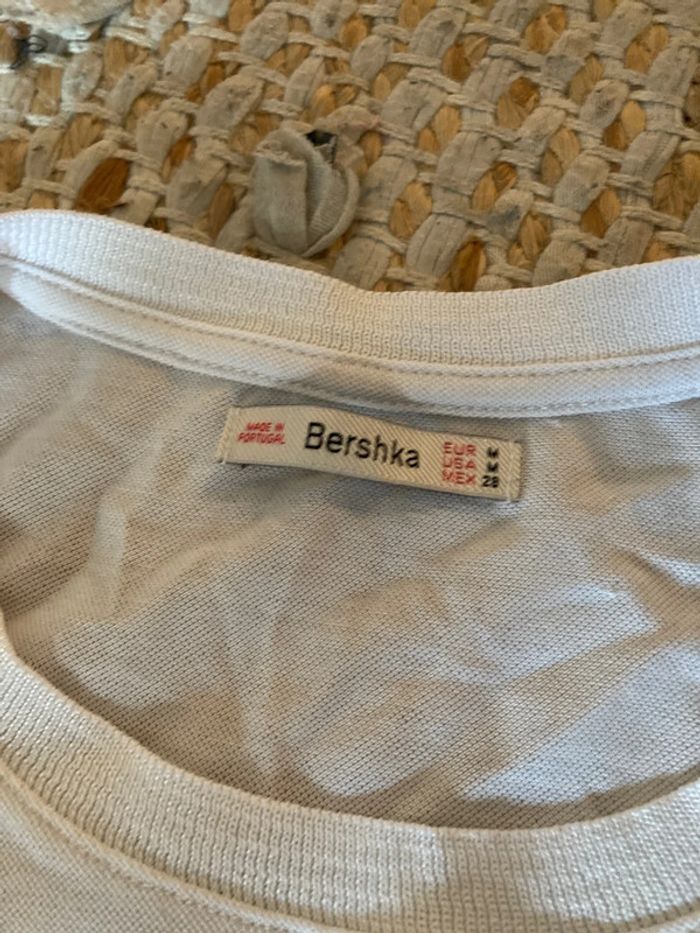 MADE IN
PORTUGAL
Bershka
EUR M
USA M
MEX 28